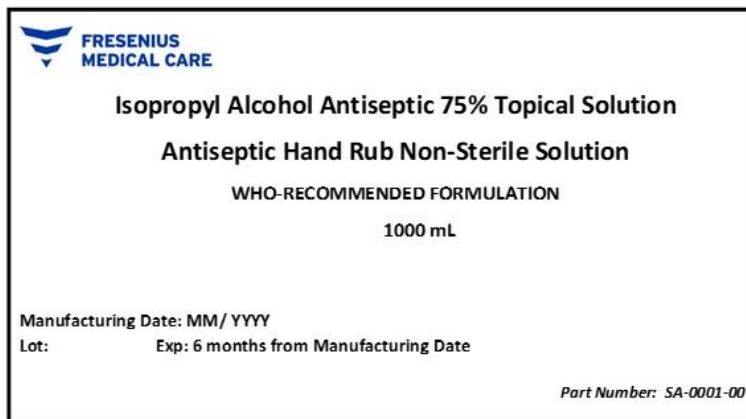 FRESENIUS
MEDICAL CARE
Isopropyl Alcohol Antiseptic 75% Topical Solution
Antiseptic Hand Rub Non-Sterile Solution
WHO-RECOMMENDED FORMULATION
1000 mL
Manufacturing Date: MM/ YYYY
Lot: Exp: 6 months from Manufacturing Date
Part Number: SA-0001-00